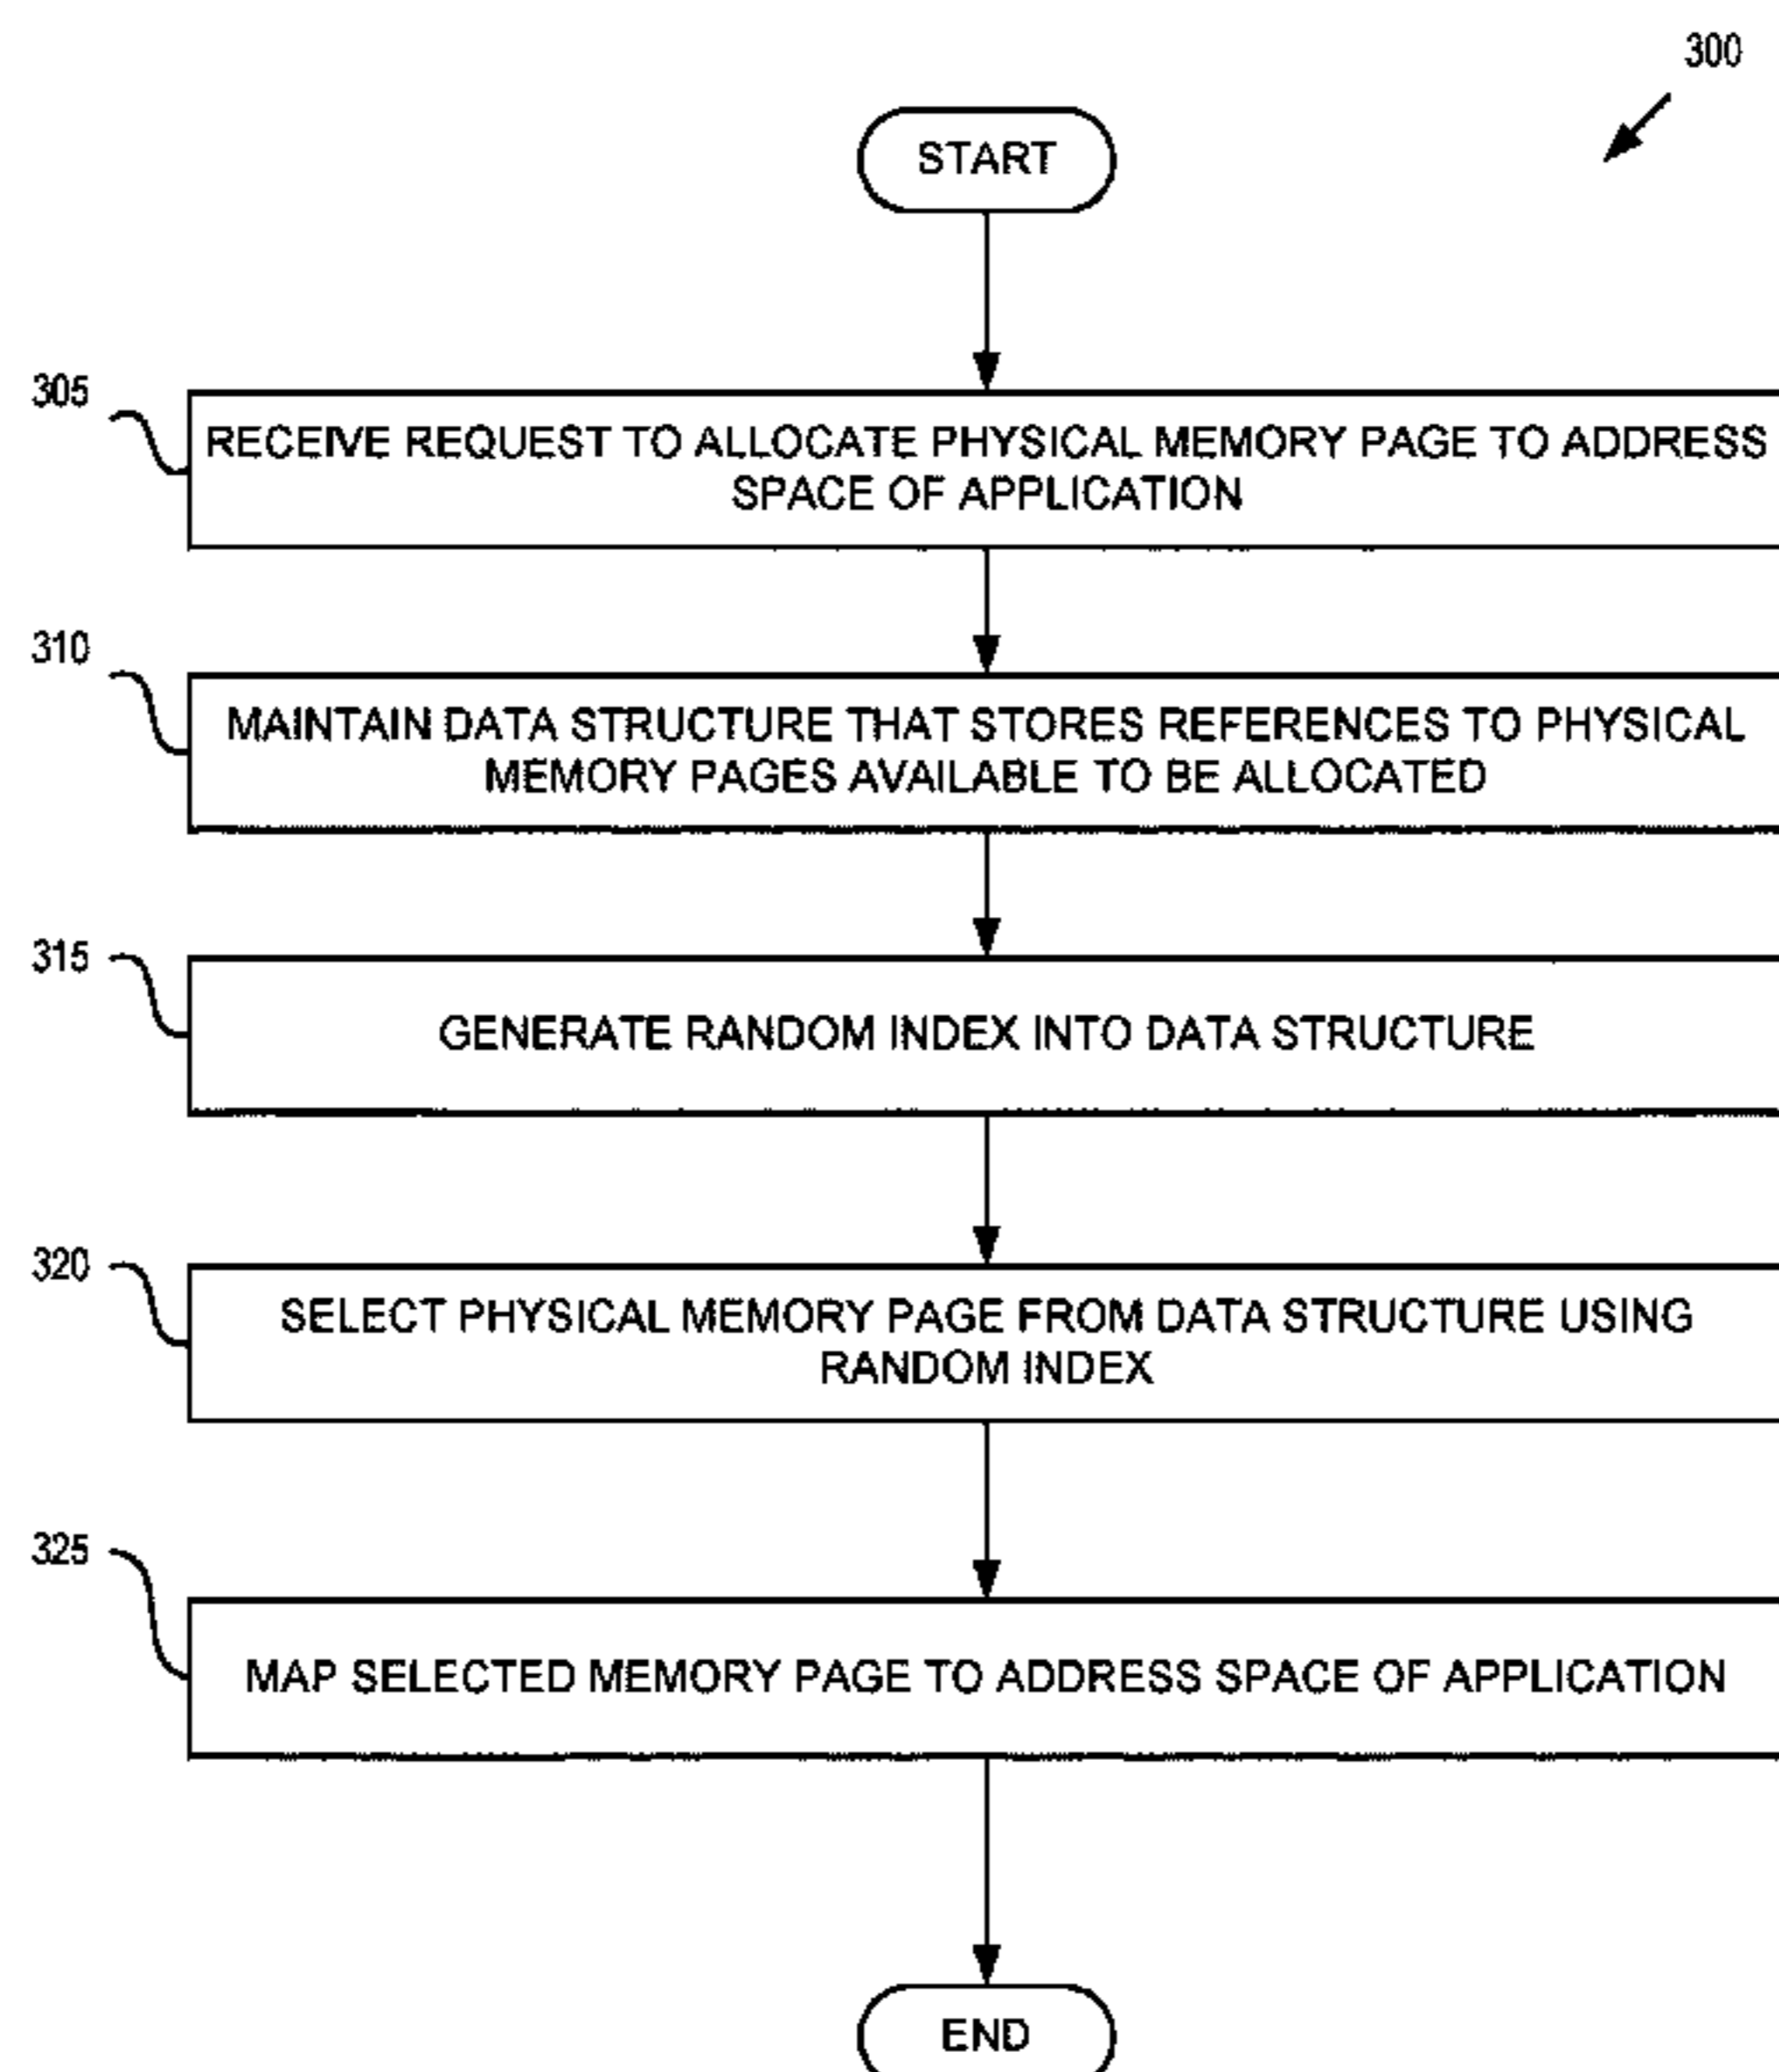 300
START
305
RECEIVE REQUEST TO ALLOCATE PHYSICAL MEMORY PAGE TO ADDRESS
SPACE OF APPLICATION
310
MAINTAIN DATA STRUCTURE THAT STORES REFERENCES TO PHYSICAL
MEMORY PAGES AVAILABLE TO BE ALLOCATED
315
GENERATE RANDOM INDEX INTO DATA STRUCTURE
320
SELECT PHYSICAL MEMORY PAGE FROM DATA STRUCTURE USING
RANDOM INDEX
325
MAP SELECTED MEMORY PAGE TO ADDRESS SPACE OF APPLICATION
END